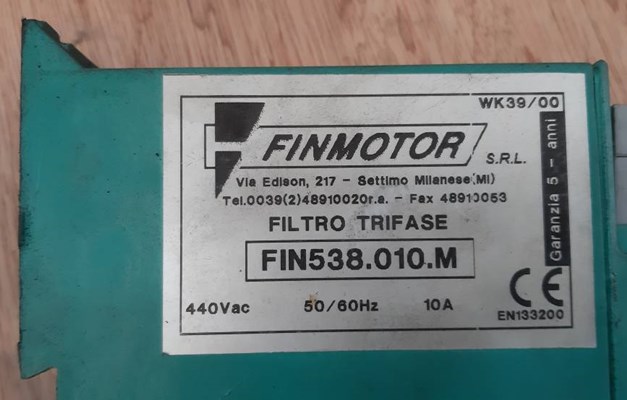 WK39/00
FINMOTOR S.R.L.
Via Edison, 217 - Settimo Milanese(MI)
Tel.0039(2)48910020r.a. - Fax 48910053
FILTRO TRIFASE
FIN538.010.M
440Vac 50/60Hz 10A
Garanzia 5 - anni
CE
EN133200